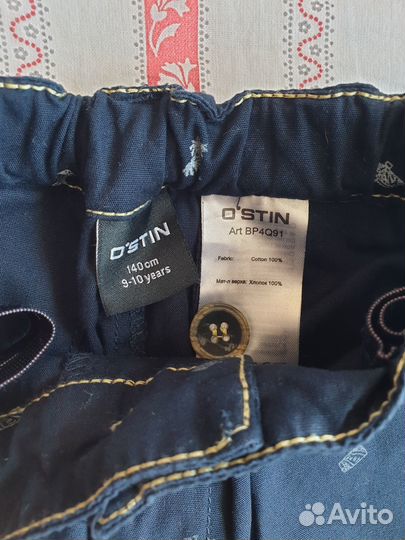 O'STIN
140 cm
9-10 years
O'STIN
Art BP4Q91
Fabric: Cotton 100%
Мат-л верха: Хлопок 100%
Avito